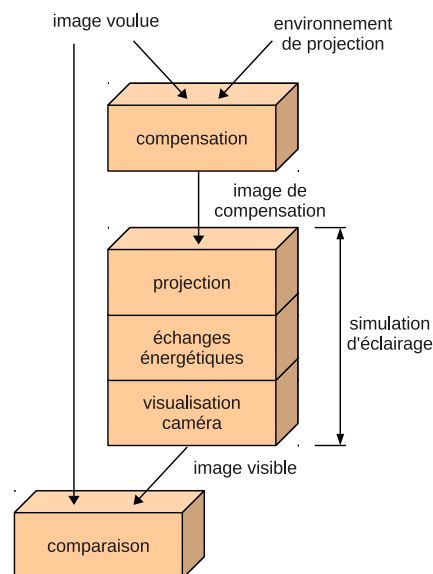 image voulue
environnement
de projection
compensation
image de
compensation
projection
échanges
énergétiques
visualisation
caméra
simulation
d'éclairage
image visible
comparaison